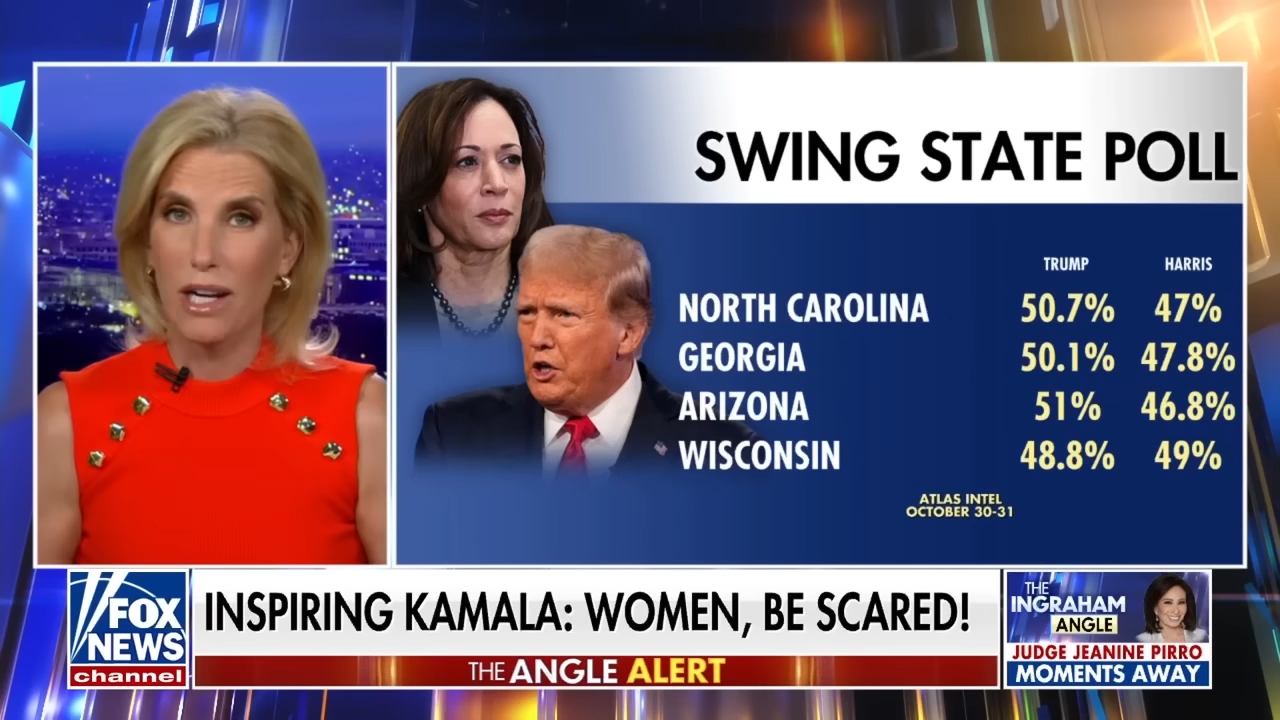 SWING STATE POLL
TRUMP HARRIS
NORTH CAROLINA 50.7% 47%
GEORGIA 50.1% 47.8%
ARIZONA 51% 46.8%
WISCONSIN 48.8% 49%
ATLAS INTEL
OCTOBER 30-31
FOX
NEWS
channel
INSPIRING KAMALA: WOMEN, BE SCARED!
THE ANGLE ALERT
THE
INGRAHAM
ANGLE
JUDGE JEANINE PIRRO
MOMENTS AWAY